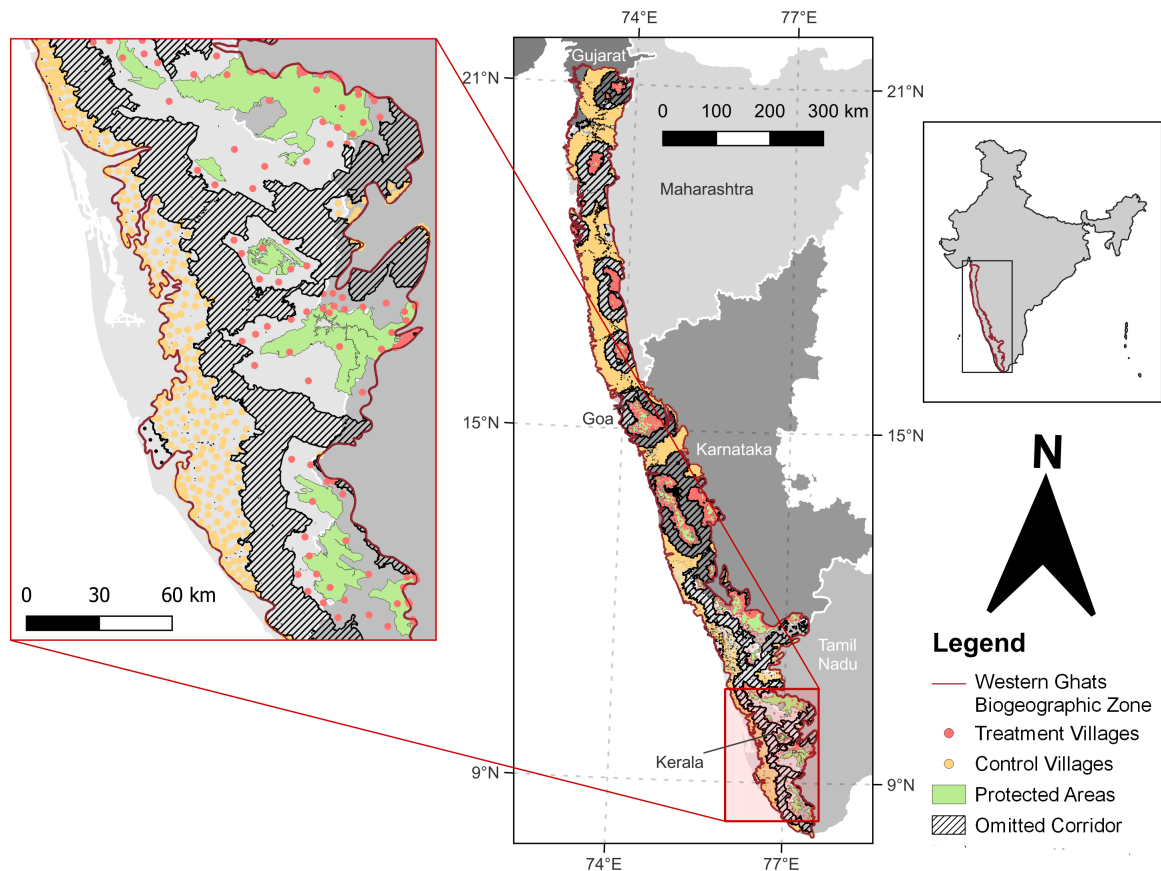 74°E
77°E
Gujarat
21°N
21°N
0 100 200 300 km
Maharashtra
Goa
15°N
15°N
Karnataka
N
0 30 60 km
Tamil
Nadu
Legend
Western Ghats
Biogeographic Zone
Treatment Villages
Control Villages
Protected Areas
Omitted Corridor
Kerala
9°N
9°N
74°E
77°E